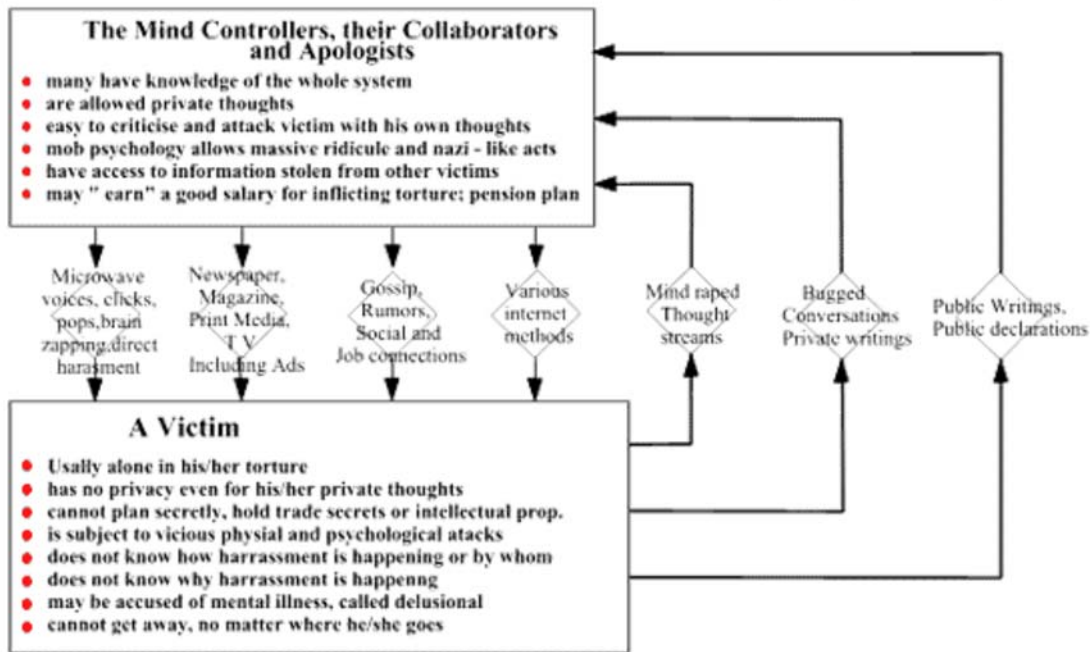 The Mind Controllers, their Collaborators
and Apologists
many have knowledge of the whole system
are allowed private thoughts
easy to criticise and attack victim with his own thoughts
mob psychology allows massive ridicule and nazi - like acts
have access to information stolen from other victims
may " earn" a good salary for inflicting torture; pension plan
Microwave
voices, clicks,
pops,brain
zapping,direct
harasment
Newspaper,
Magazine,
Print Media,
T V
Including Ads
Gossip,
Rumors,
Social and
Job connections
Various
internet
methods
Mind raped
Thought
streams
Bugged
Conversations
Private writings
Public Writings,
Public declarations
A Victim
Usally alone in his/her torture
has no privacy even for his/her private thoughts
cannot plan secretly, hold trade secrets or intellectual prop.
is subject to vicious physial and psychological atacks
does not know how harrassment is happening or by whom
does not know why harrassment is happenng
may be accused of mental illness, called delusional
cannot get away, no matter where he/she goes